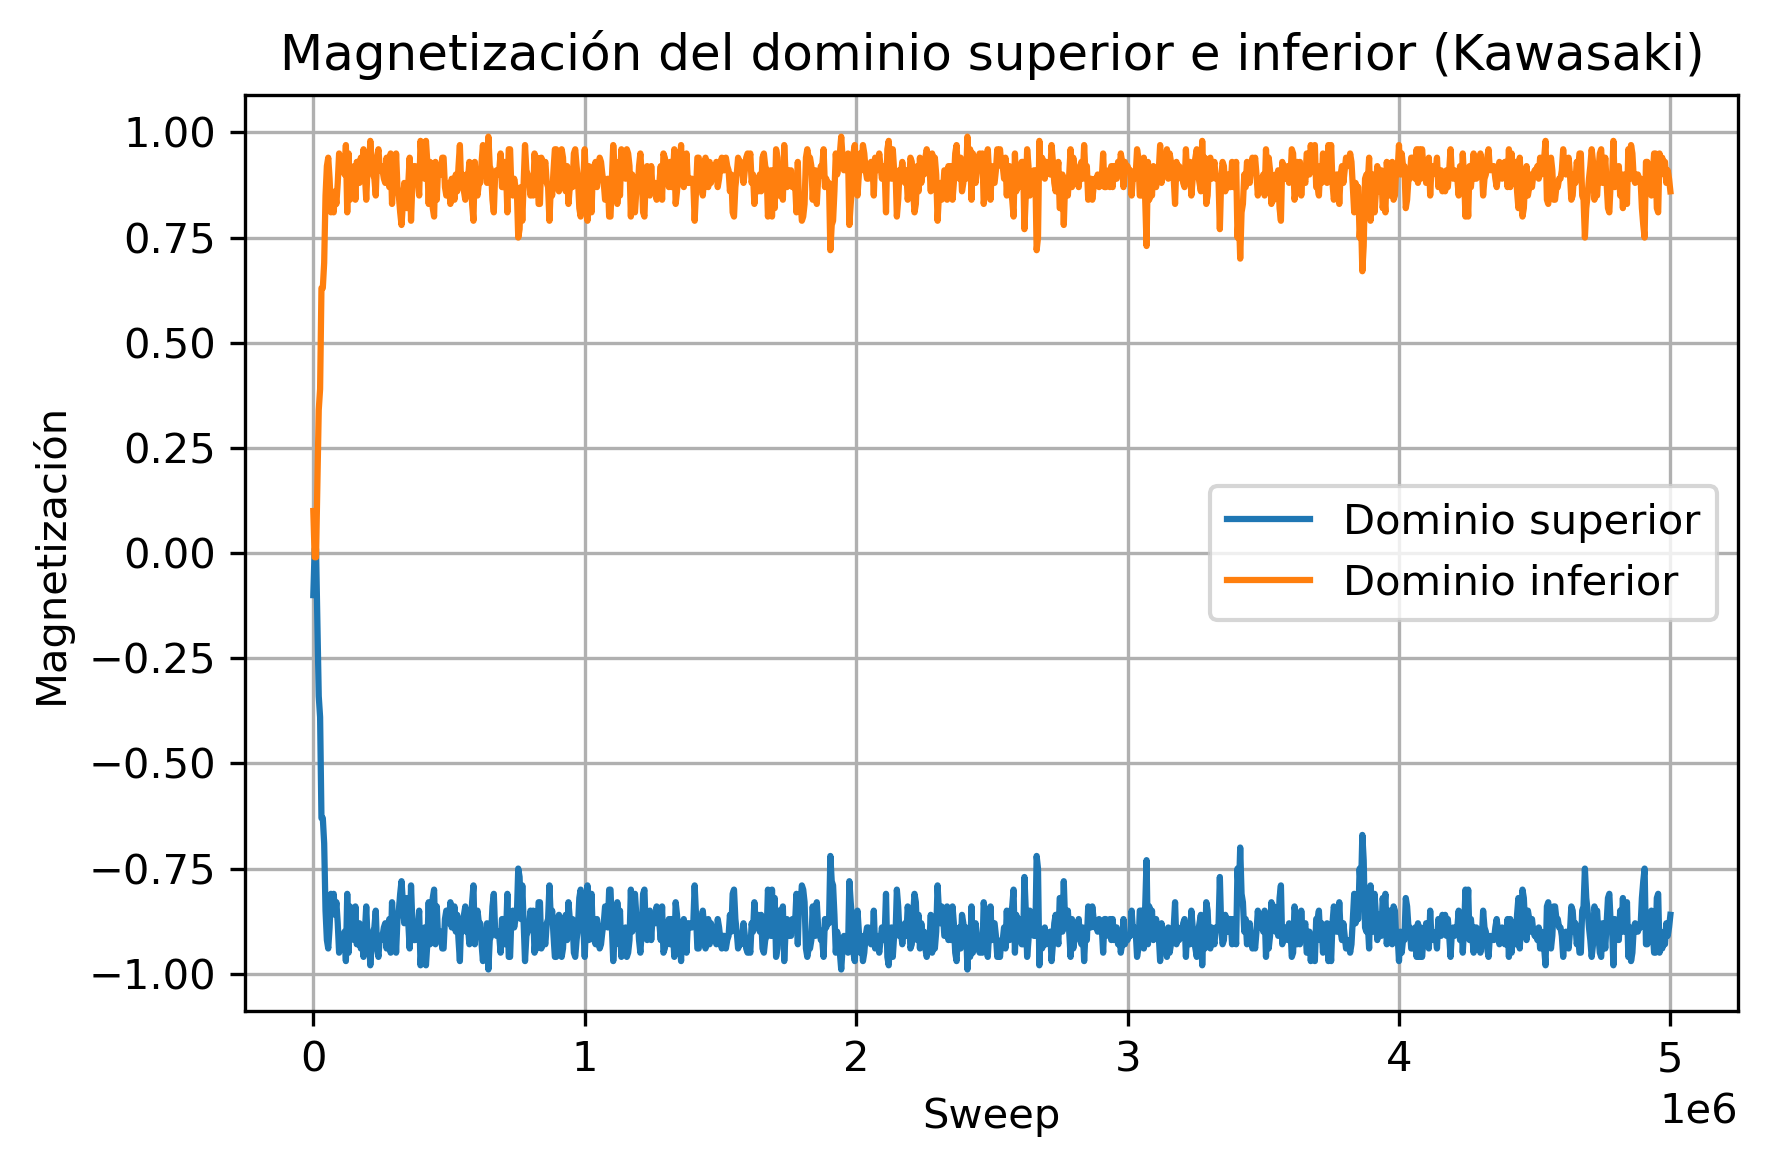 Magnetización del dominio superior e inferior (Kawasaki)
1.00
0.75
0.50
0.25
0.00
−0.25
−0.50
−0.75
−1.00
Magnetización
Dominio superior
Dominio inferior
0 1 2 3 4 5
1e6
Sweep